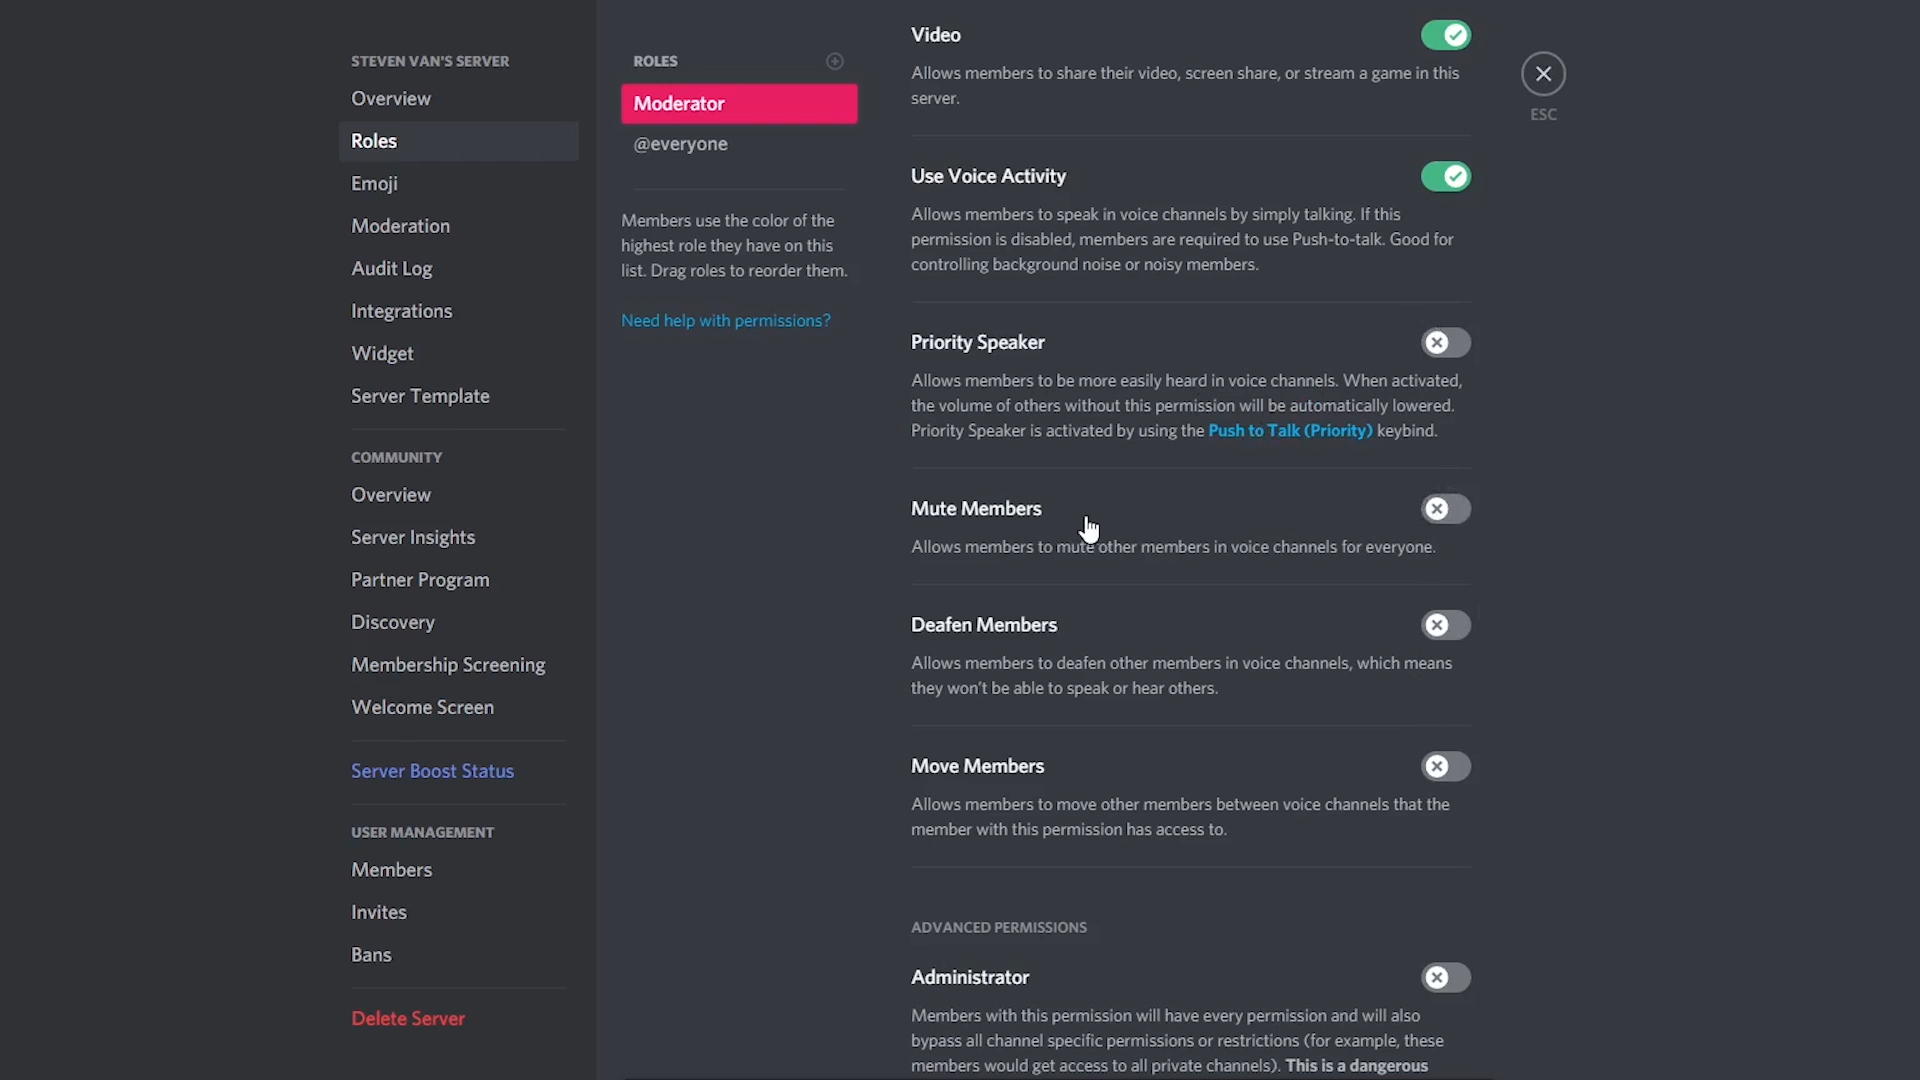 STEVEN VAN'S SERVER
Overview
Roles
Emoji
Moderation
Audit Log
Integrations
Widget
Server Template
COMMUNITY
Overview
Server Insights
Partner Program
Discovery
Membership Screening
Welcome Screen
Server Boost Status
USER MANAGEMENT
Members
Invites
Bans
Delete Server
ROLES
Moderator
@everyone
Members use the color of the
highest role they have on this
list. Drag roles to reorder them.
Need help with permissions?
Video
Allows members to share their video, screen share, or stream a game in this
server.
Use Voice Activity
Allows members to speak in voice channels by simply talking. If this
permission is disabled, members are required to use Push-to-talk. Good for
controlling background noise or noisy members.
Priority Speaker
Allows members to be more easily heard in voice channels. When activated,
the volume of others without this permission will be automatically lowered.
Priority Speaker is activated by using the Push to Talk (Priority) keybind.
Mute Members
Allows members to mute other members in voice channels for everyone.
Deafen Members
Allows members to deafen other members in voice channels, which means
they won't be able to speak or hear others.
Move Members
Allows members to move other members between voice channels that the
member with this permission has access to.
ADVANCED PERMISSIONS
Administrator
Members with this permission will have every permission and will also
bypass all channel specific permissions or restrictions (for example, these
members would get access to all private channels). This is a dangerous
ESC